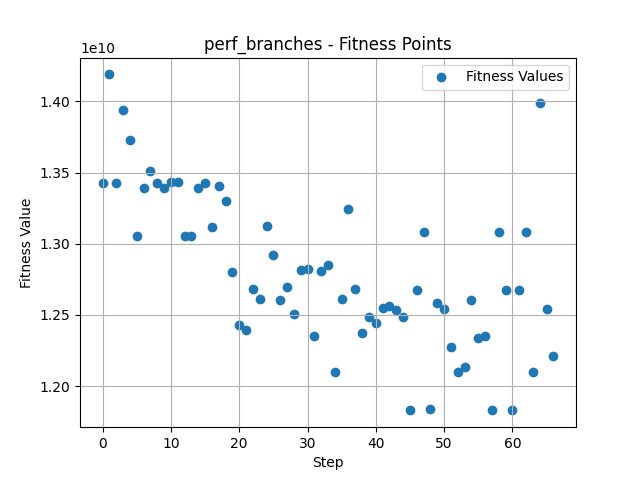 perf_branches - Fitness Points
1e10
Fitness Values
1.40
1.35
1.30
1.25
1.20
Fitness Value
0 10 20 30 40 50 60
Step